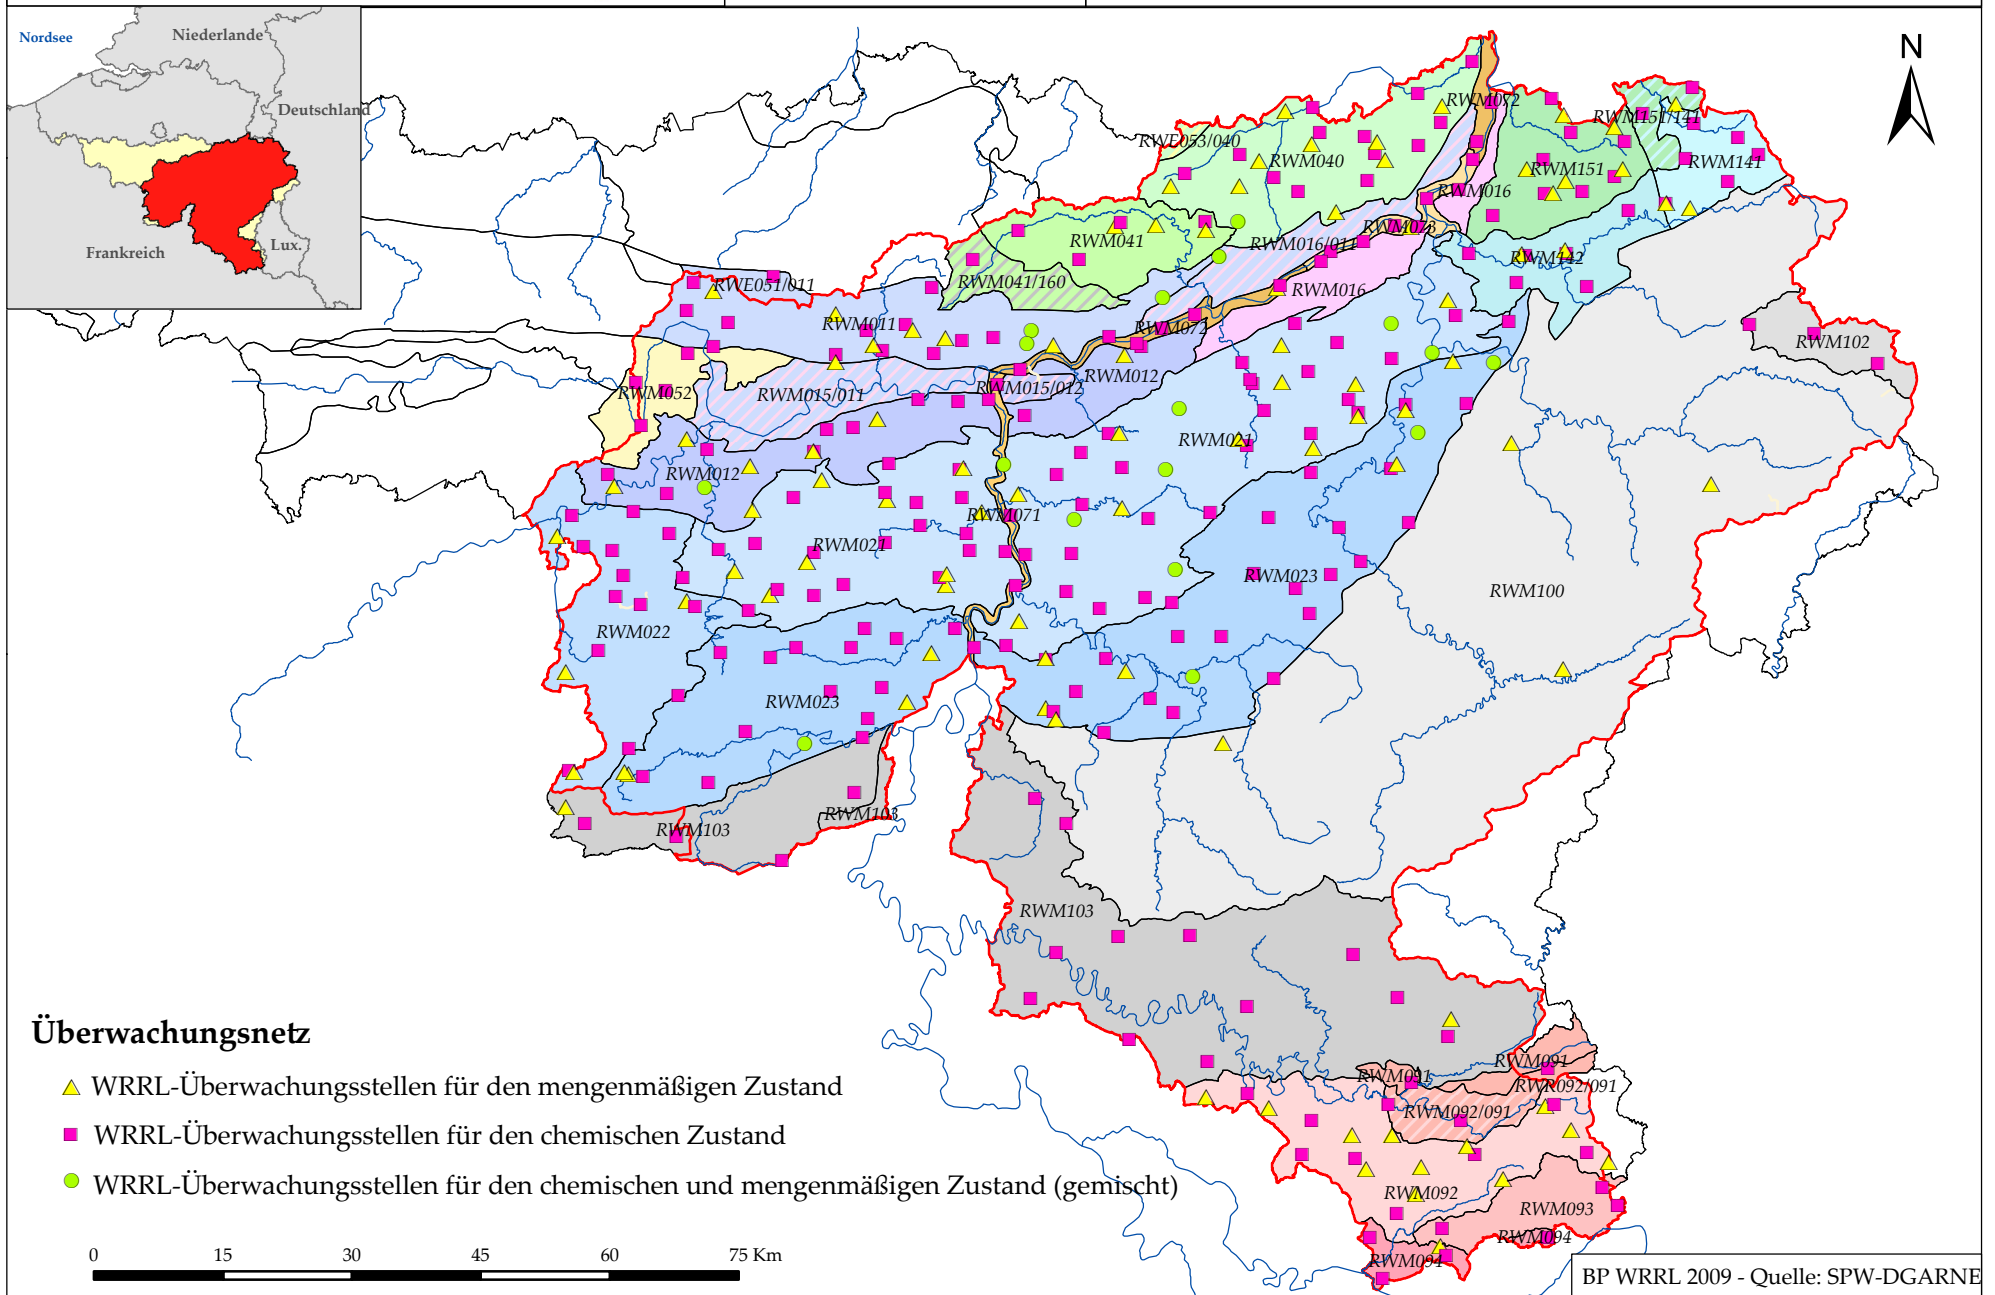 Nordsee
Niederlande
Deutschland
Frankreich
Lux.
N
RWM072
RWE053/040
RWM040
RWM151/141
RWM141
RWM151
RWM016
RWM073
RWM041
RWM016/011
RWM142
RWM041/160
RWE051/011
RWM016
RWM011
RWM072
RWM102
RWM052
RWM015/011
RWM015/012
RWM012
RWM021
RWM012
RWM071
RWM021
RWM023
RWM100
RWM022
RWM023
RWM103
RWM103
RWM103
RWM091
RWM091
RWR092/091
RWM092/091
RWM092
RWM093
RWM094
RWM094
Überwachungsnetz
WRRL-Überwachungsstellen für den mengenmäßigen Zustand
WRRL-Überwachungsstellen für den chemischen Zustand
WRRL-Überwachungsstellen für den chemischen und mengenmäßigen Zustand (gemischt)
0 15 30 45 60 75 Km
BP WRRL 2009 - Quelle: SPW-DGARNE